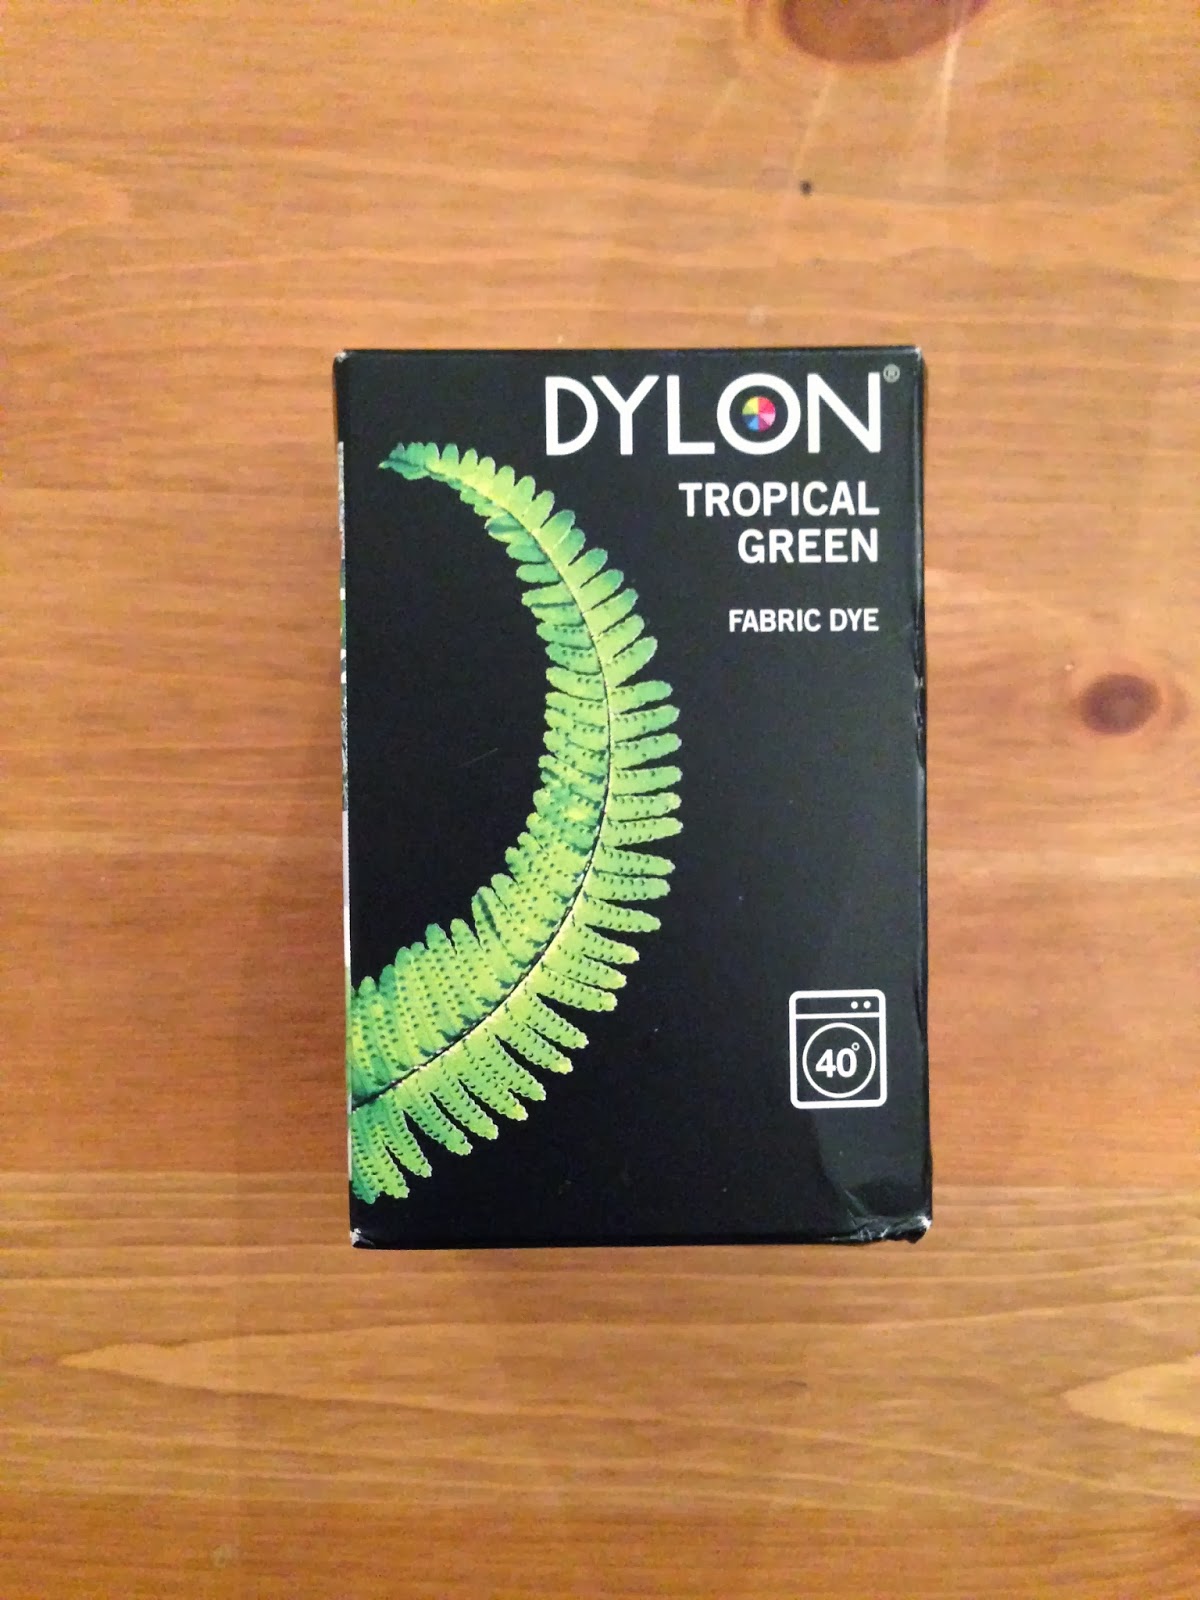 DYLON®
TROPICAL
GREEN
FABRIC DYE
40°